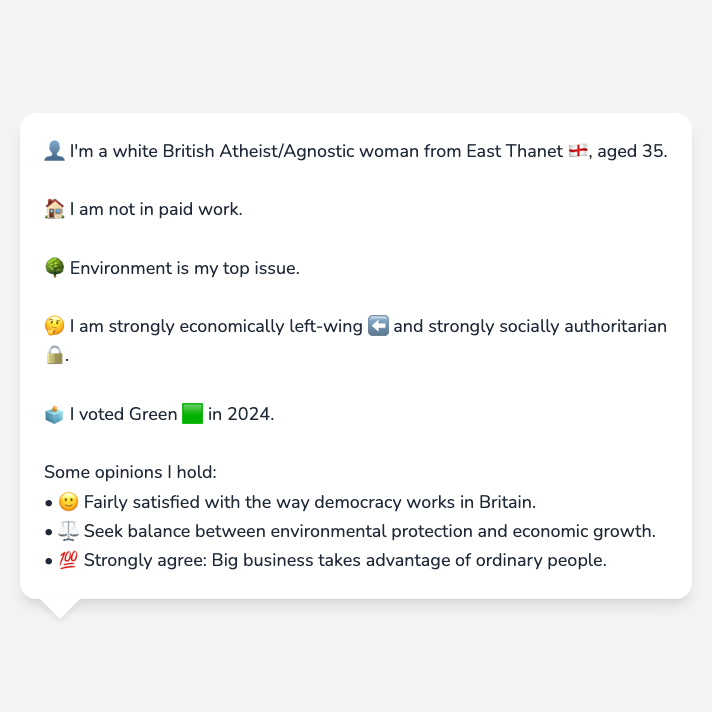 👤 I'm a white British Atheist/Agnostic woman from East Thanet 🏴󠁧󠁢󠁥󠁮󠁧󠁿, aged 35.
🏠 I am not in paid work.
🌳 Environment is my top issue.
🤔 I am strongly economically left-wing ⬅️ and strongly socially authoritarian
🔒.
🗳️ I voted Green 🟩 in 2024.
Some opinions I hold:
• 🙂 Fairly satisfied with the way democracy works in Britain.
• ⚖️ Seek balance between environmental protection and economic growth.
• 💯 Strongly agree: Big business takes advantage of ordinary people.